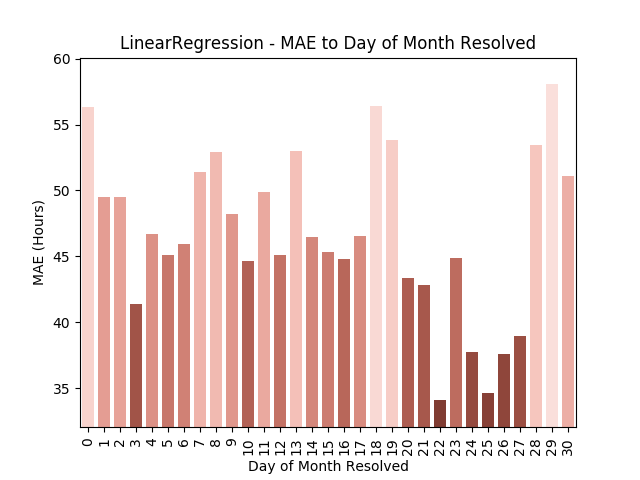 LinearRegression - MAE to Day of Month Resolved
60
55
50
45
40
35
MAE (Hours)
0 1 2 3 4 5 6 7 8 9 10 11 12 13 14 15 16 17 18 19 20 21 22 23 24 25 26 27 28 29 30
Day of Month Resolved